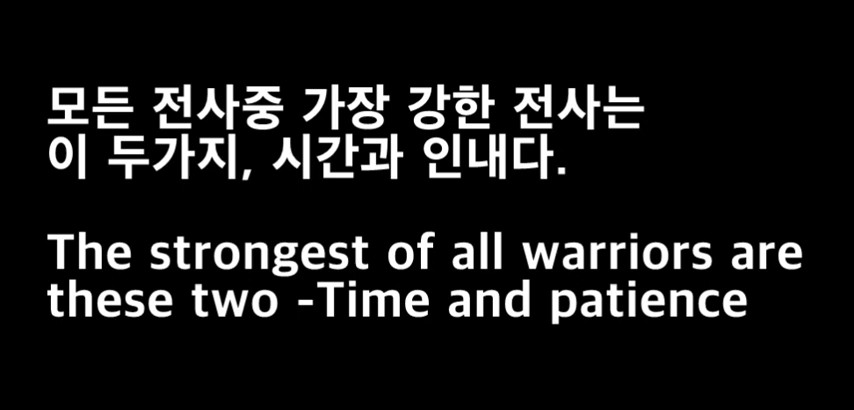 모든 전사중 가장 강한 전사는
이 두가지, 시간과 인내다.
The strongest of all warriors are
these two -Time and patience